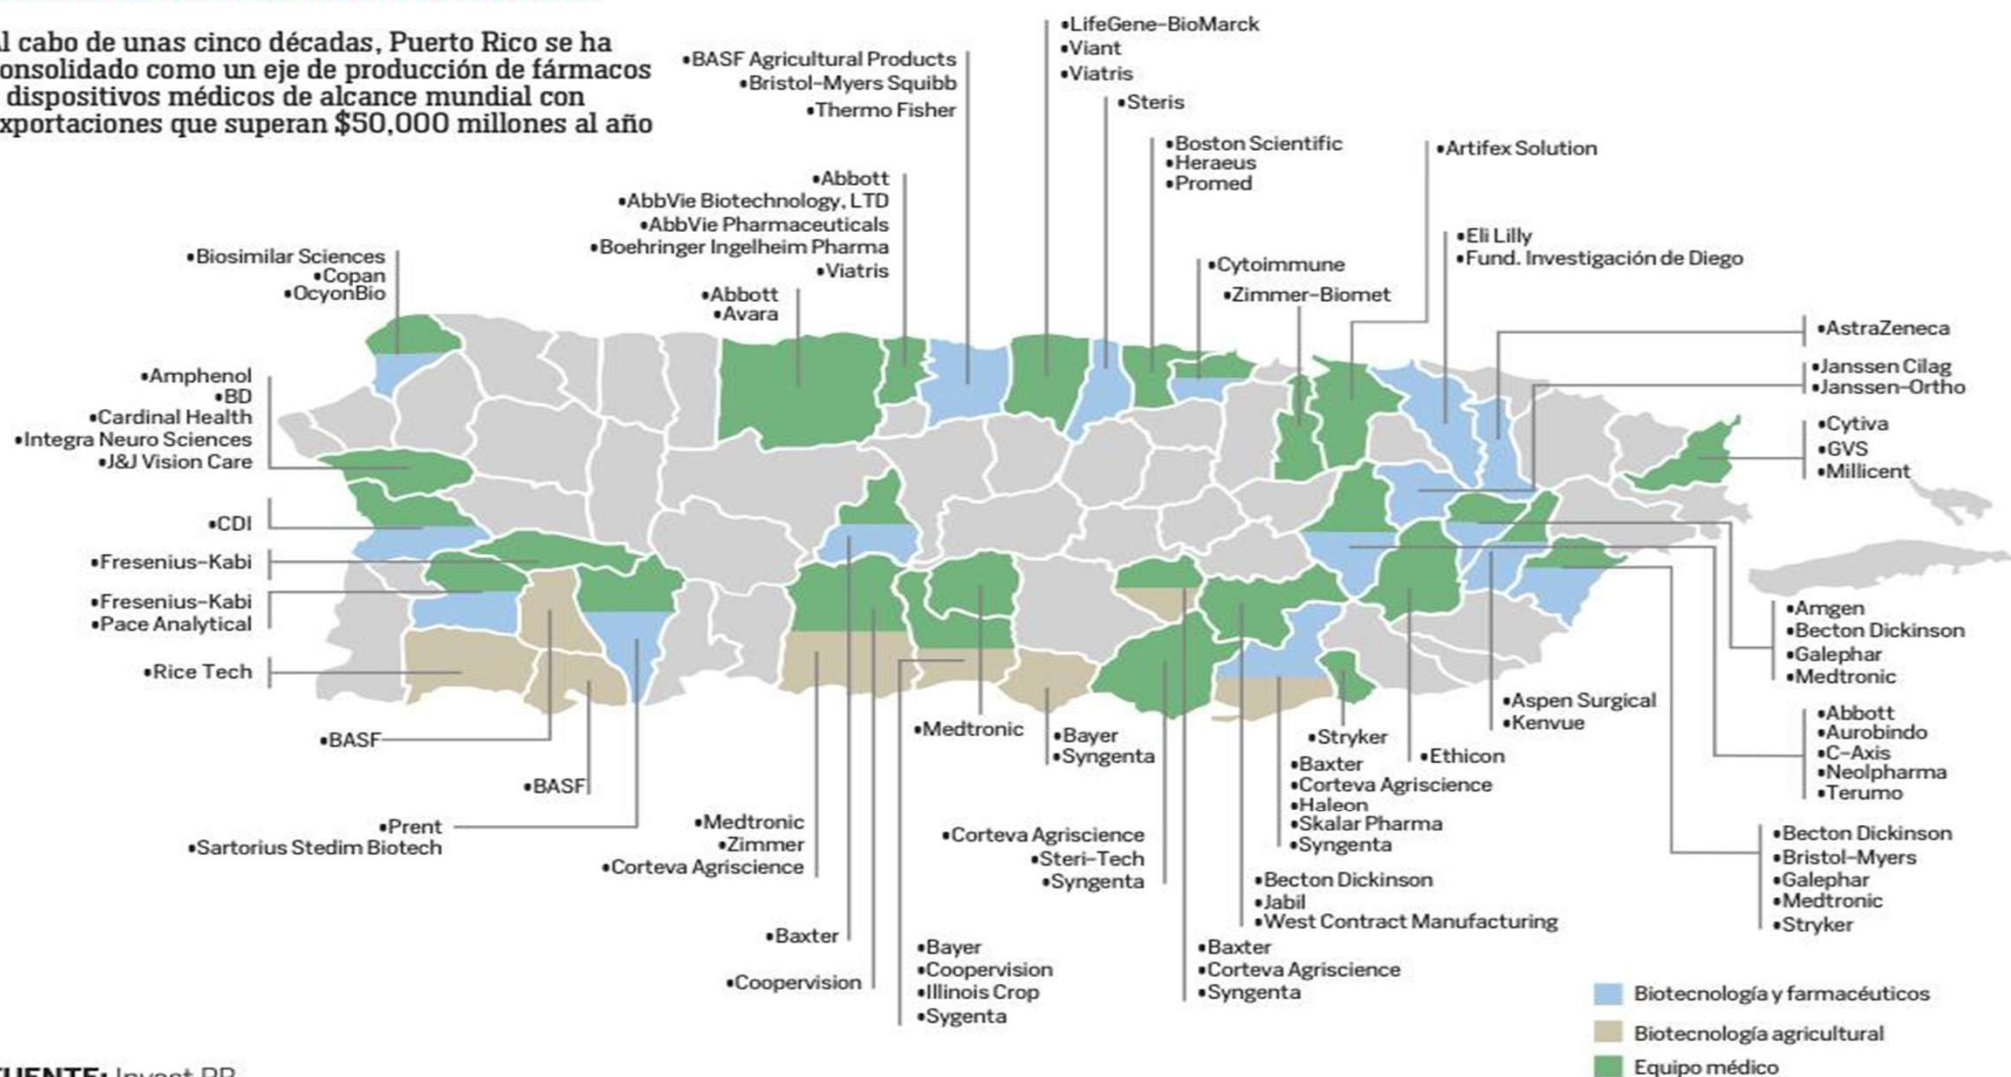 l cabo de unas cinco décadas, Puerto Rico se ha
onsolidado como un eje de producción de fármacos
dispositivos médicos de alcance mundial con
xportaciones que superan $50,000 millones al año
•BASF Agricultural Products
•Bristol-Myers Squibb
•Thermo Fisher
•LifeGene-BioMarck
•Viant
•Viatris
•Steris
•Boston Scientific
•Heraeus
•Promed
•Artifex Solution
•Abbott
•AbbVie Biotechnology, LTD
•AbbVie Pharmaceuticals
•Boehringer Ingelheim Pharma
•Viatris
•Eli Lilly
•Fund. Investigación de Diego
•Cytoimmune
•Zimmer-Biomet
•Biosimilar Sciences
•Copan
•OcyonBio
•Abbott
•Avara
•AstraZeneca
•Janssen Cilag
•Janssen-Ortho
•Cytiva
•GVS
•Millicent
•Amphenol
•BD
•Cardinal Health
•Integra Neuro Sciences
•J&J Vision Care
•CDI
•Fresenius-Kabi
•Fresenius-Kabi
•Pace Analytical
•Rice Tech
•BASF
•BASF
•Prent
•Sartorius Stedim Biotech
•Medtronic
•Zimmer
•Corteva Agriscience
•Baxter
•Coopervision
•Medtronic
•Bayer
•Syngenta
•Corteva Agriscience
•Steri-Tech
•Syngenta
•Bayer
•Coopervision
•Illinois Crop
•Sygenta
•Stryker
•Baxter
•Corteva Agriscience
•Haleon
•Skalar Pharma
•Syngenta
•Ethicon
•Aspen Surgical
•Kenvue
•Becton Dickinson
•Jabil
•West Contract Manufacturing
•Baxter
•Corteva Agriscience
•Syngenta
•Amgen
•Becton Dickinson
•Galephar
•Medtronic
•Abbott
•Aurobindo
•C-Axis
•Neolpharma
•Terumo
•Becton Dickinson
•Bristol-Myers
•Galephar
•Medtronic
•Stryker
Biotecnología y farmacéuticos
Biotecnología agricultural
Equipo médico
UENTE: Invest PR